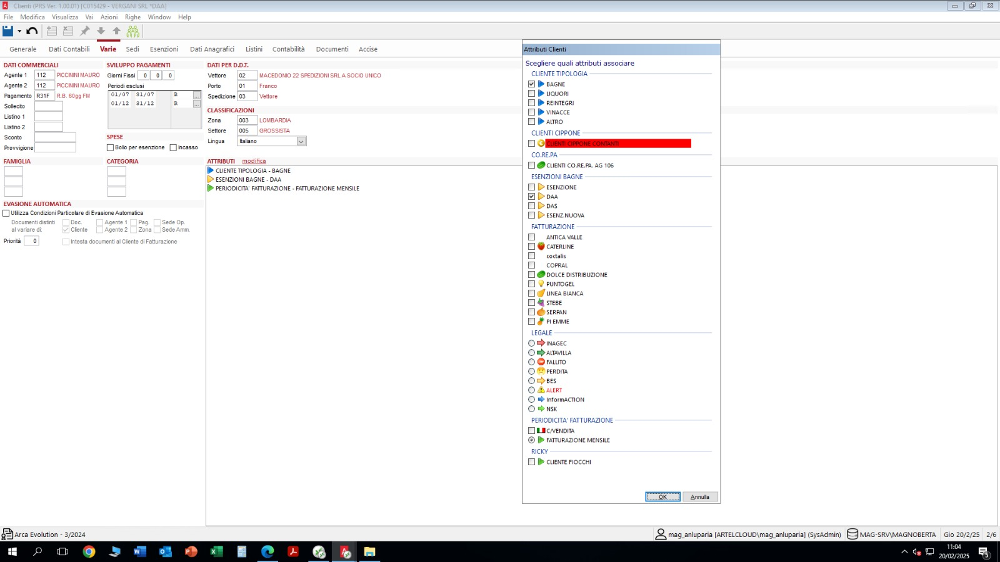 Clienti (PRS Ver. 1.00.01) [C015429 - VERGANI SRL *DAA]
File Modifica Visualizza Vai Azioni Righe Window Help
Generale Dati Contabili Varie Sedi Esenzioni Dati Anagrafici Listini Contabilità Documenti Accise
DATI COMMERCIALI
Agente 1 112 PICCININI MAURO
Agente 2 112 PICCININI MAURO
Pagamento R31F R.B. 60gg FM
Sollecito
Listino 1
Listino 2
Sconto
Provvigione
SVILUPPO PAGAMENTI
Giorni Fissi 0 0 0
Periodi esclusi
01/07 31/07 R ...
01/12 31/12 R ...
SPESE
Bollo per esenzione Incasso
DATI PER D.D.T.
Vettore 02 MACEDONIO 22 SPEDIZIONI SRL A SOCIO UNICO
Porto 01 Franco
Spedizione 03 Vettore
CLASSIFICAZIONI
Zona 003 LOMBARDIA
Settore 005 GROSSISTA
Lingua Italiano
FAMIGLIA
CATEGORIA
EVASIONE AUTOMATICA
Utilizza Condizioni Particolare di Evasione Automatica
Documenti distinti Doc. Agente 1 Pag. Sede Op.
al variare di: Cliente Agente 2 Zona Sede Amm.
Priorità 0 Intesta documenti al Cliente di Fatturazione
ATTRIBUTI modifica
CLIENTE TIPOLOGIA - BAGNE
ESENZIONI BAGNE - DAA
PERIODICITA' FATTURAZIONE - FATTURAZIONE MENSILE
Attributi Clienti
Scegliere quali attributi associare
CLIENTE TIPOLOGIA
BAGNE
LIQUORI
REINTEGRI
VINACCE
ALTRO
CLIENTI CIPPONE
CLIENTI CIPPONE CONTANTI
CO.RE.PA
CLIENTI CO.RE.PA. AG 106
ESENZIONI BAGNE
ESENZIONE
DAA
DAS
ESENZ.NUOVA
FATTURAZIONE
ANTICA VALLE
CATERLINE
coctalis
COPRAL
DOLCE DISTRIBUZIONE
PUNTOGEL
LINEA BIANCA
STEBE
SERPAN
PI EMME
LEGALE
INAGEC
ALTAVILLA
FALLITO
PERDITA
BES
ALERT
InformACTION
NSK
PERIODICITA' FATTURAZIONE
C/VENDITA
FATTURAZIONE MENSILE
RICKY
CLIENTE FIOCCHI
OK Annulla
Arca Evolution - 3/2024
mag_anluparia [ARTELCLOUD\mag_anluparia] (SysAdmin) MAG-SRV\MAGNOBERTA Gio 20/2/25 2/6
11:04
20/02/2025
5